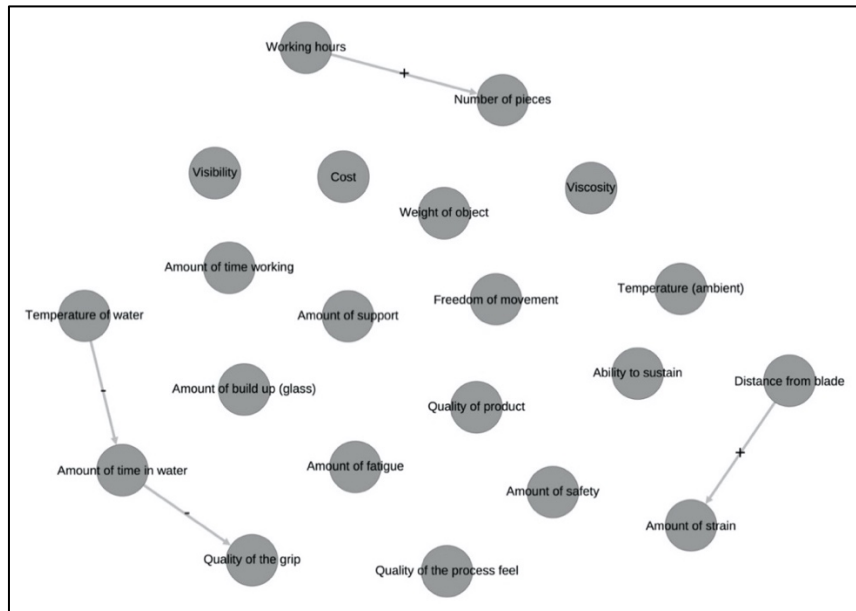 Working hours
+
Number of pieces
Visibility
Cost
Viscosity
Weight of object
Amount of time working
Temperature (ambient)
Freedom of movement
Temperature of water
Amount of support
Ability to sustain
Distance from blade
Amount of build up (glass)
-
Quality of product
+
Amount of time in water
Amount of fatigue
Amount of safety
-
Amount of strain
Quality of the grip
Quality of the process feel